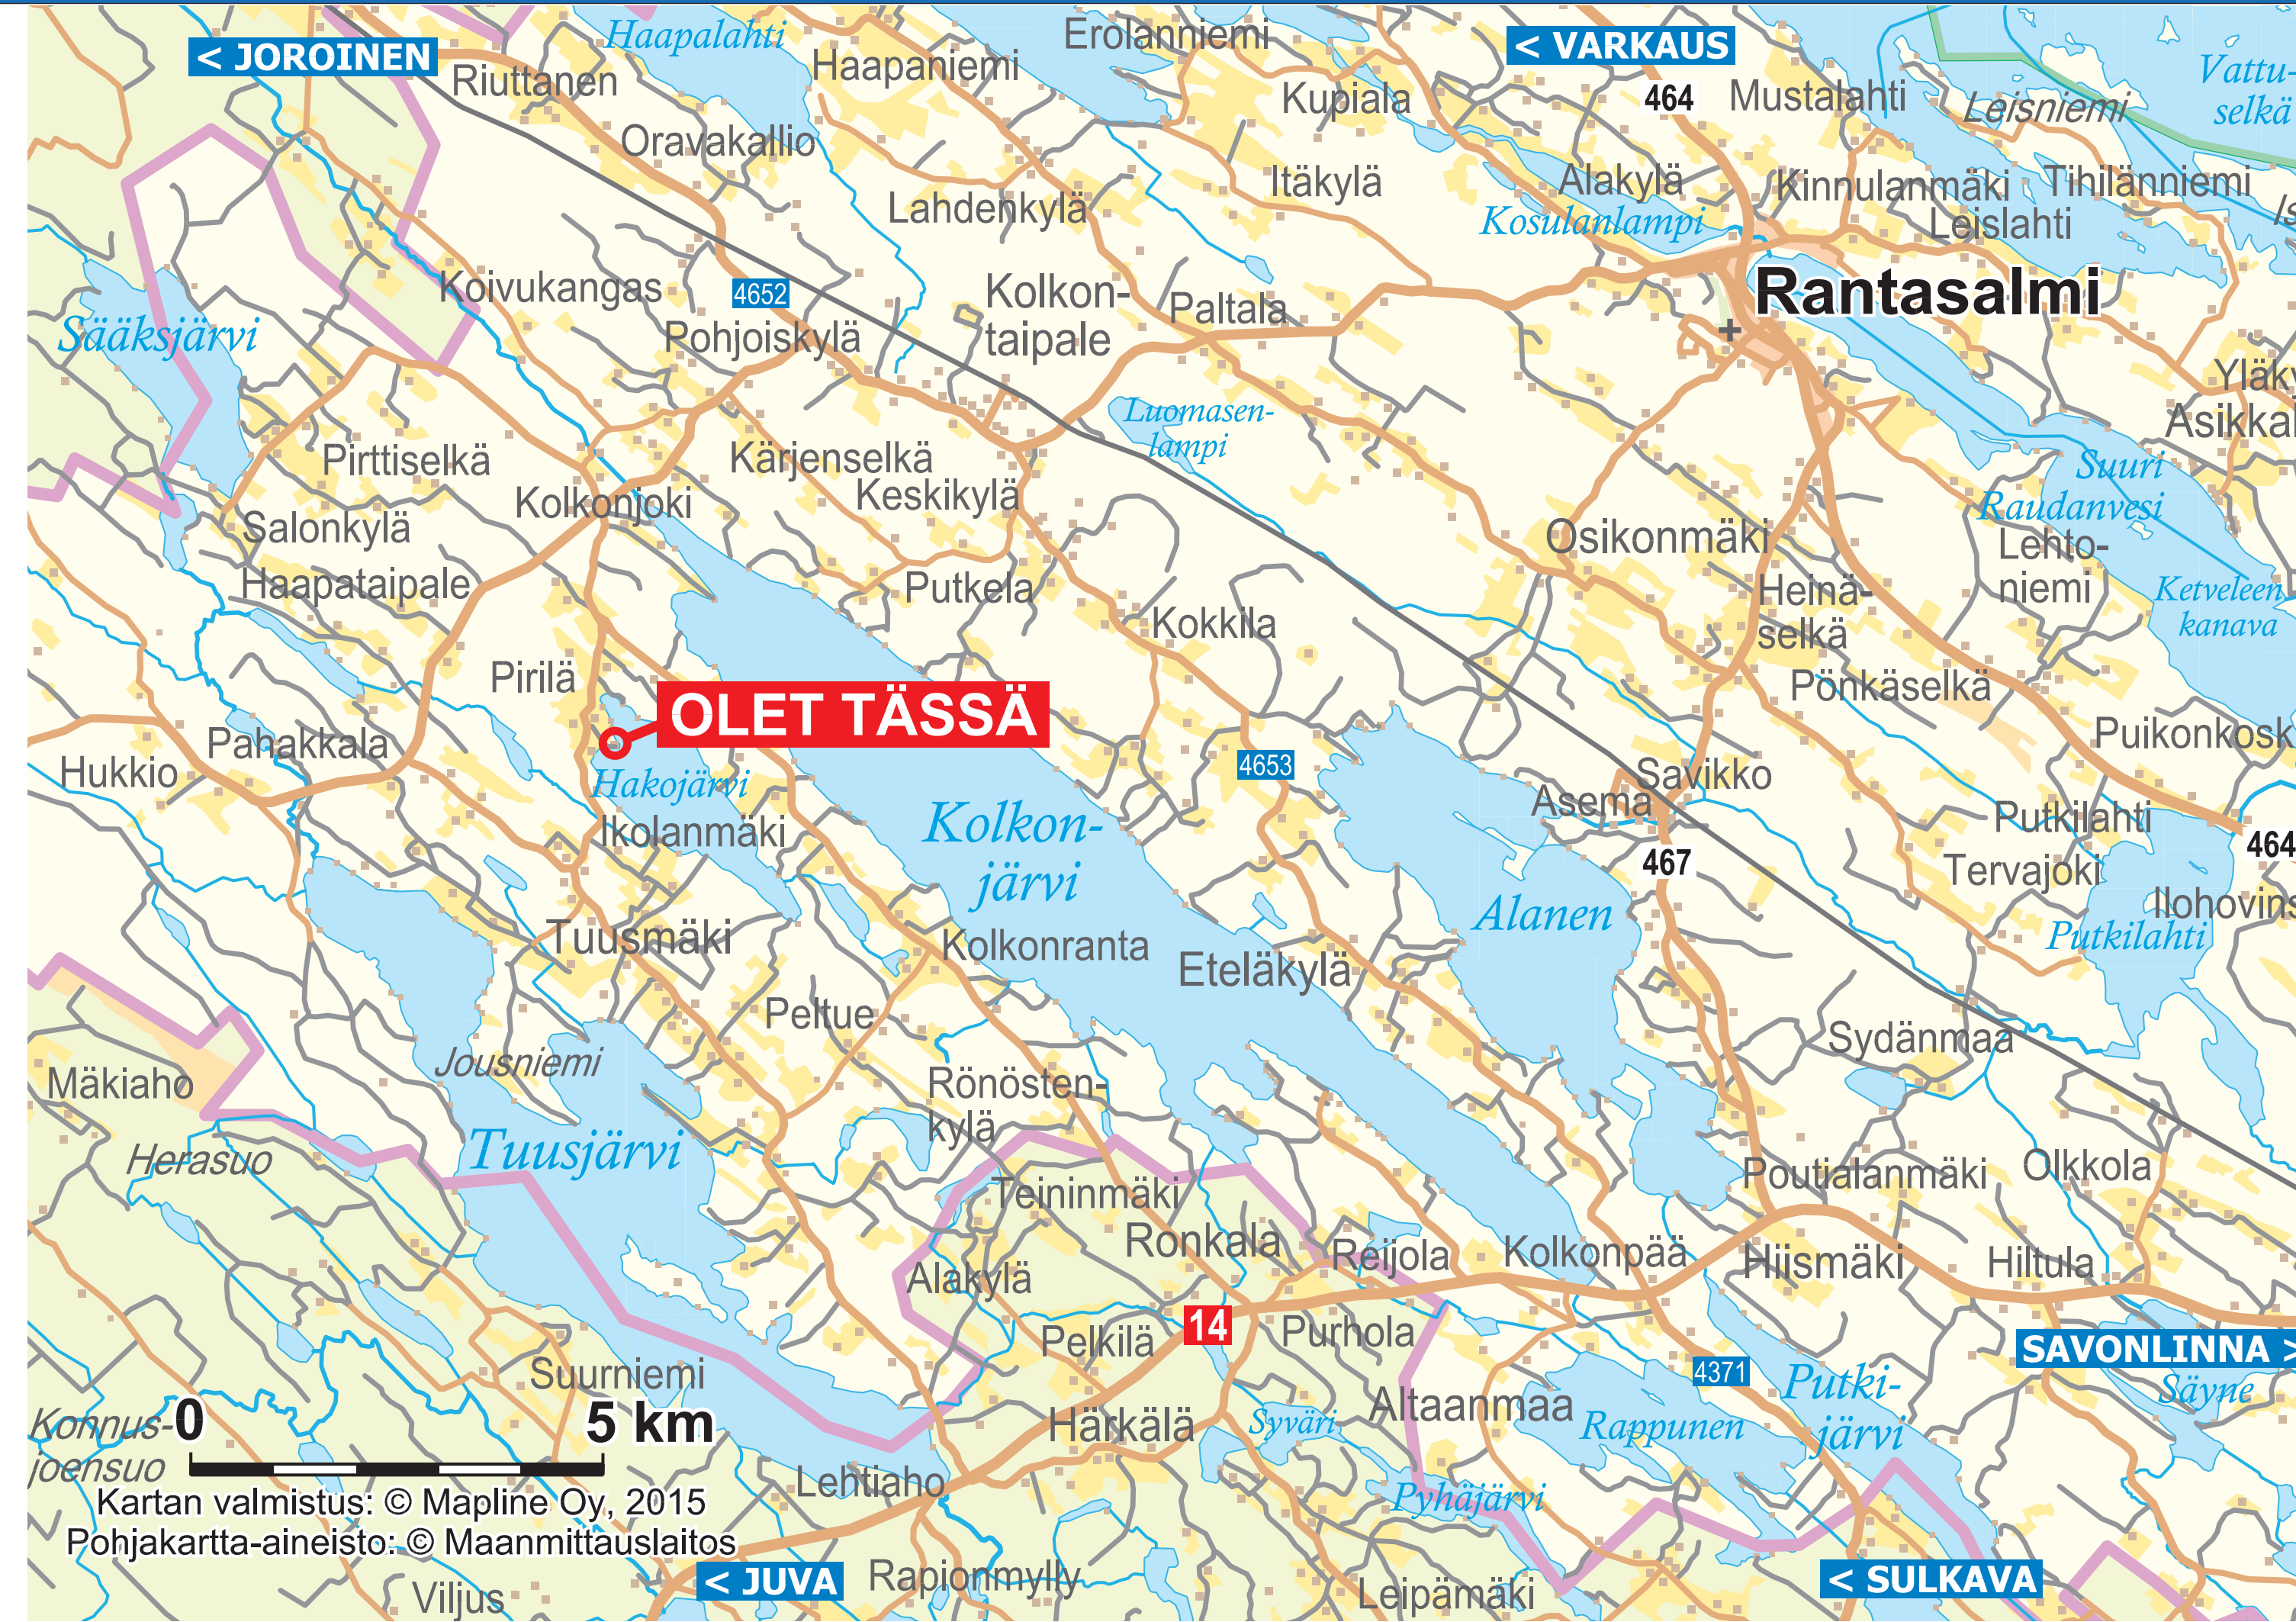 < JOROINEN
Haapalahti
Erolanniemi
< VARKAUS
Riuttanen
Haapaniemi
Kupiala
464
Mustalahti
Leisniemi
Vattu-
selkä
Oravakallio
Itäkylä
Alakylä
Kinnulanmäki
Tihilänniemi
Lahdenkylä
Kosulanlampi
Leislahti
Koivukangas
4652
Kolkon-
taipale
Paltala
Rantasalmi
Sääksjärvi
Pohjoiskylä
Luomasen-
lampi
Pirttiselkä
Kärjenselkä
Keskikylä
Kolkonjoki
Suuri
Raudanvesi
Salonkylä
Osikonmäki
Lehto-
niemi
Haapataipale
Putkela
Heinä-
selkä
Ketveleen
kanava
Kokkila
Pirilä
OLET TÄSSÄ
Pönkäselkä
Pahakkala
Hukkio
4653
Hakojärvi
Savikko
Asema
Ikolanmäki
Kolkon-
järvi
Putkilahti
464
467
Tervajoki
Alanen
Putkilahti
Tuusmäki
Kolkonranta
Eteläkylä
Peltue
Jousniemi
Sydänmaa
Mäkiaho
Rönösten-
kylä
Herasuo
Tuusjärvi
Teininmäki
Poutialanmäki
Olkkola
Ronkala
Reijola
Kolkonpää
Hiismäki
Hiltula
Alakylä
Pelkilä
14
Purhola
SAVONLINNA >
Suurniemi
4371
Putki-
järvi
Säyne
Konnus-
joensuo
0
5 km
Härkälä
Syväri
Altaanmaa
Rappunen
Lehtiaho
Pyhäjärvi
Kartan valmistus: © Mapline Oy, 2015
Pohjakartta-aineisto: © Maanmittauslaitos
Viljus
< JUVA
Rapionmylly
Leipämäki
< SULKAVA